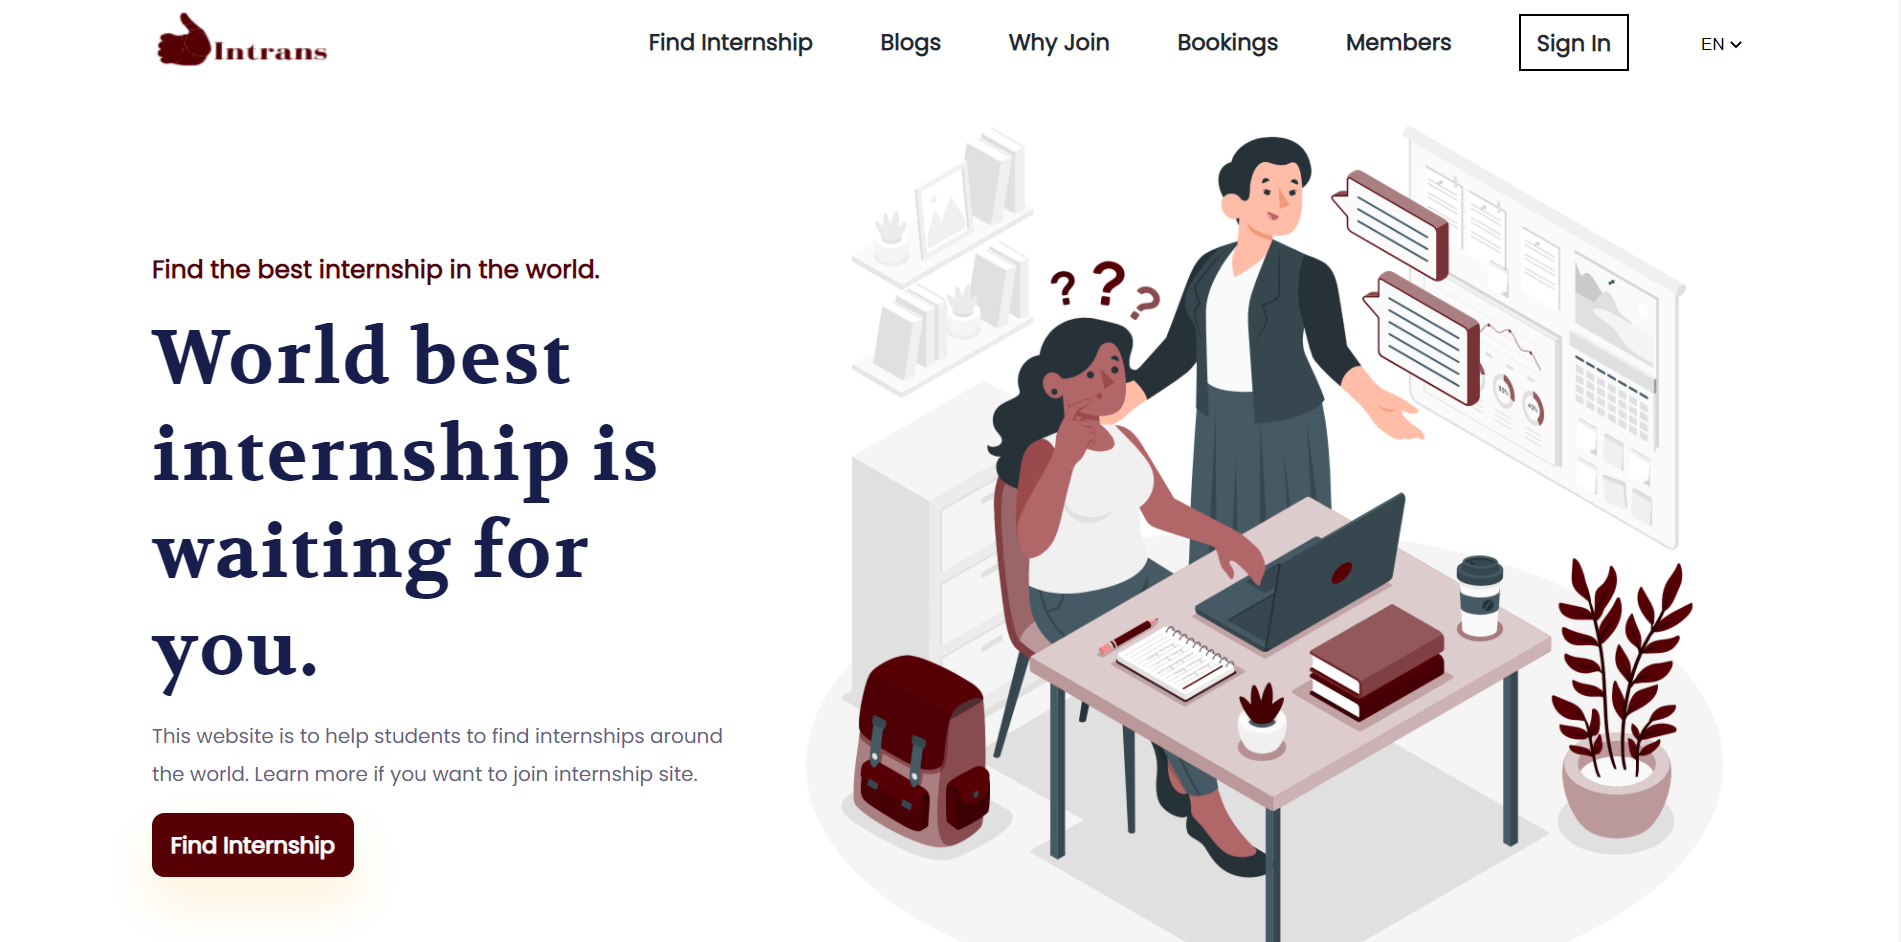 Intrans
Find Internship
Blogs
Why Join
Bookings
Members
Sign In
EN
Find the best internship in the world.
World best
internship is
waiting for
you.
This website is to help students to find internships around
the world. Learn more if you want to join internship site.
Find Internship
? ? ?
30%
40%